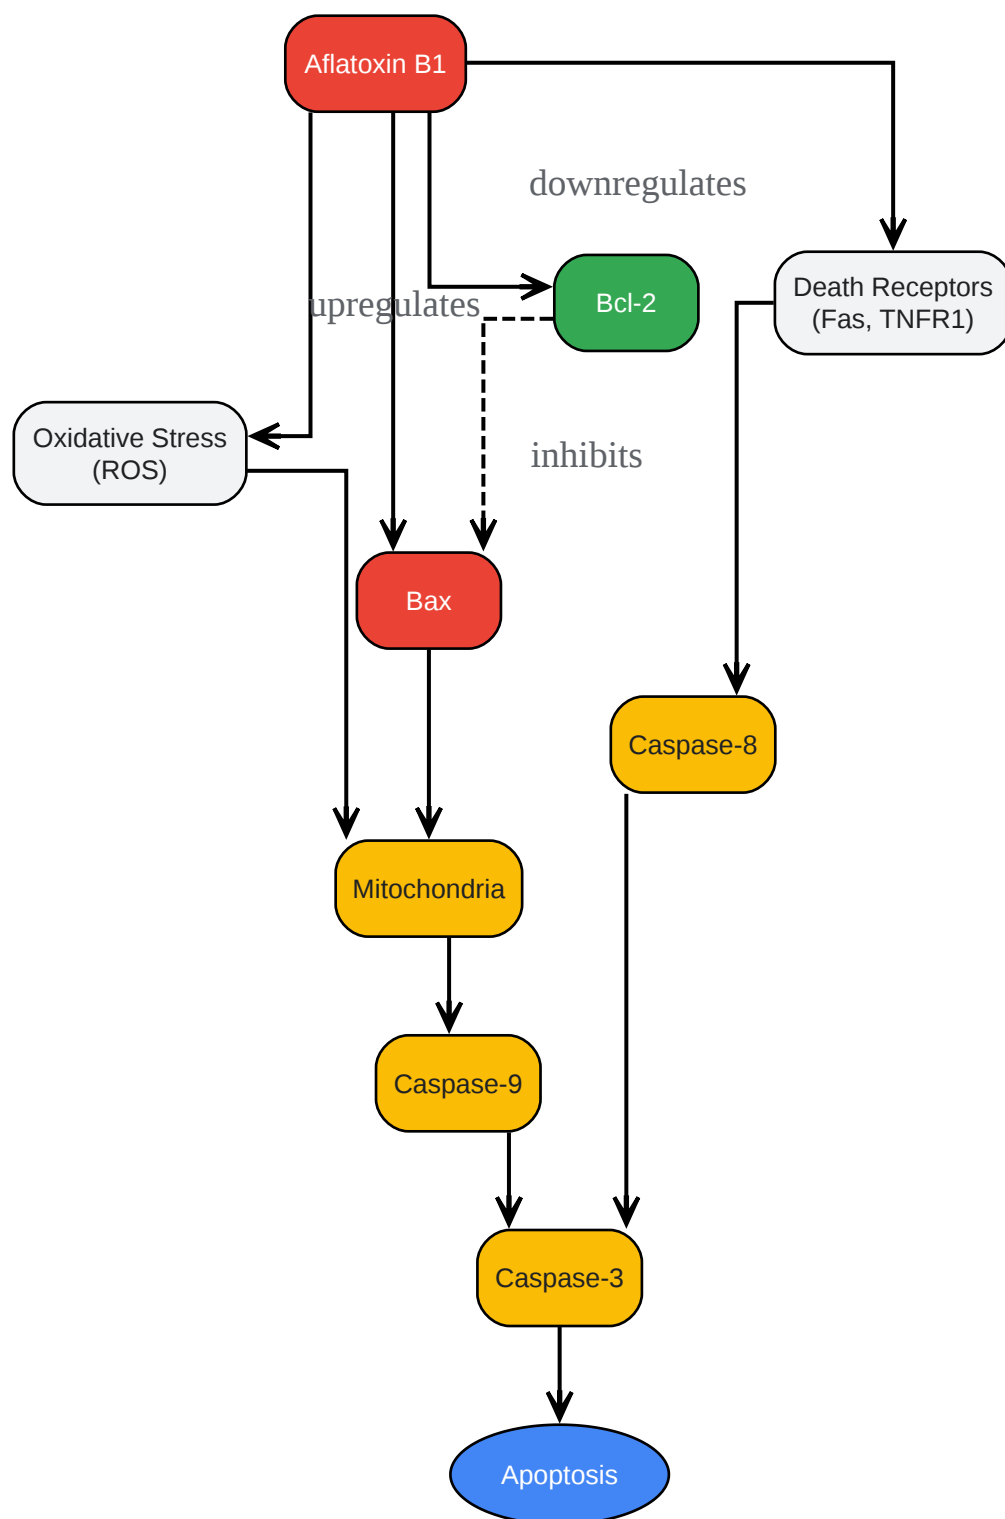 Aflatoxin B1
downregulates
Death Receptors
(Fas, TNFR1)
Bcl-2
upregulates
Oxidative Stress
(ROS)
inhibits
Bax
Caspase-8
Mitochondria
Caspase-9
Caspase-3
Apoptosis